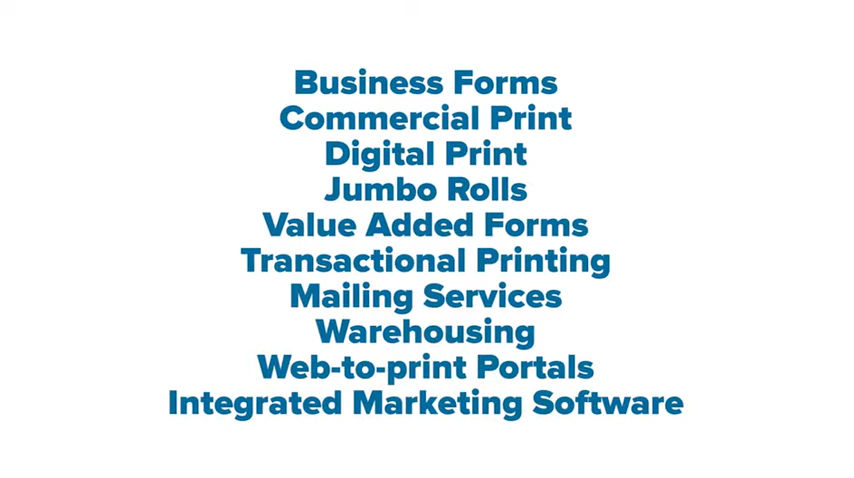 Business Forms
Commercial Print
Digital Print
Jumbo Rolls
Value Added Forms
Transactional Printing
Mailing Services
Warehousing
Web-to-print Portals
Integrated Marketing Software